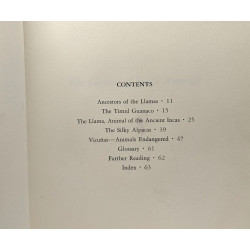 CONTENTS
Ancestors of the Llamas • 11
The Timid Guanaco • 15
The Llama, Animal of the Ancient Incas • 25
The Silky Alpacas • 39
Vicuñas—Animals Endangered • 47
Glossary • 61
Further Reading • 62
Index • 63